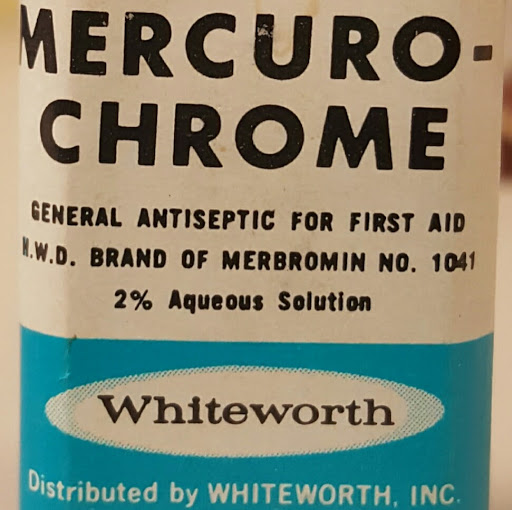 MERCURO-
CHROME
GENERAL ANTISEPTIC FOR FIRST AID
H.W.D. BRAND OF MERBROMIN NO. 1041
2% Aqueous Solution
Whiteworth
Distributed by WHITEWORTH, INC.